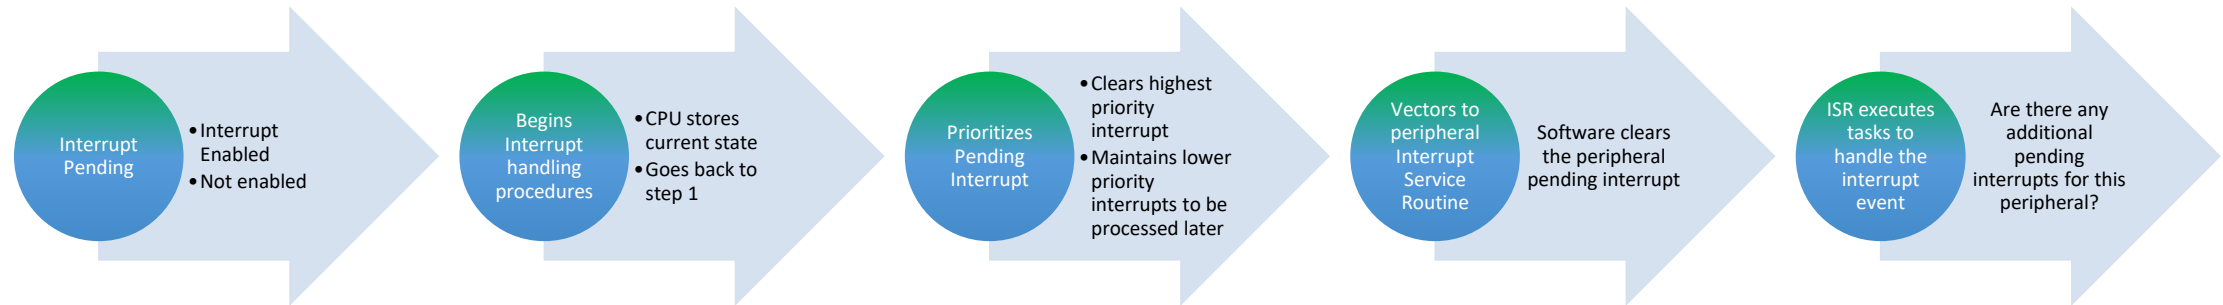 Interrupt
Pending
•Interrupt
Enabled
•Not enabled
Begins
Interrupt
handling
procedures
•CPU stores
current state
•Goes back to
step 1
Prioritizes
Pending
Interrupt
•Clears highest
priority
interrupt
•Maintains lower
priority
interrupts to be
processed later
Vectors to
peripheral
Interrupt
Service
Routine
Software clears
the peripheral
pending interrupt
ISR executes
tasks to
handle the
interrupt
event
Are there any
additional
pending
interrupts for this
peripheral?